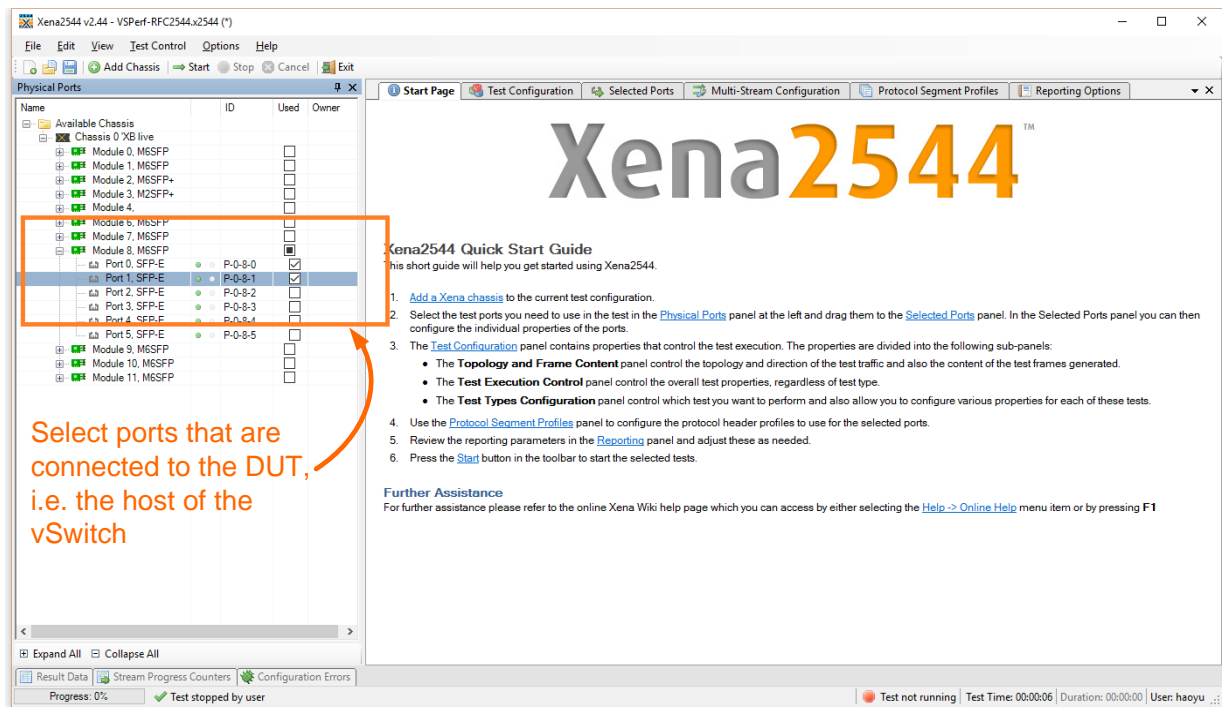 Xena2544 v2.44 - VSPerf-RFC2544.x2544 (*)
File Edit View Test Control Options Help
Add Chassis Start Stop Cancel Exit
Physical Ports
Start Page Test Configuration Selected Ports Multi-Stream Configuration Protocol Segment Profiles Reporting Options
Name ID Used Owner
Available Chassis
Chassis 0 'XB live
Module 0, M6SFP
Module 1, M6SFP
Module 2, M6SFP+
Module 3, M2SFP+
Module 4,
Module 6, M6SFP
Module 7, M6SFP
Module 8, M6SFP
Port 0, SFP-E P-0-8-0
Port 1, SFP-E P-0-8-1
Port 2, SFP-E P-0-8-2
Port 3, SFP-E P-0-8-3
Port 4, SFP-E P-0-8-4
Port 5, SFP-E P-0-8-5
Module 9, M6SFP
Module 10, M6SFP
Module 11, M6SFP
Select ports that are
connected to the DUT,
i.e. the host of the
vSwitch
Xena2544 TM
Xena2544 Quick Start Guide
This short guide will help you get started using Xena2544.
1. Add a Xena chassis to the current test configuration.
2. Select the test ports you need to use in the test in the Physical Ports panel at the left and drag them to the Selected Ports panel. In the Selected Ports panel you can then
configure the individual properties of the ports.
3. The Test Configuration panel contains properties that control the test execution. The properties are divided into the following sub-panels:
• The Topology and Frame Content panel control the topology and direction of the test traffic and also the content of the test frames generated.
• The Test Execution Control panel control the overall test properties, regardless of test type.
• The Test Types Configuration panel control which test you want to perform and also allow you to configure various properties for each of these tests.
4. Use the Protocol Segment Profiles panel to configure the protocol header profiles to use for the selected ports.
5. Review the reporting parameters in the Reporting panel and adjust these as needed.
6. Press the Start button in the toolbar to start the selected tests.
Further Assistance
For further assistance please refer to the online Xena Wiki help page which you can access by either selecting the Help -> Online Help menu item or by pressing F1
Expand All Collapse All
Result Data Stream Progress Counters Configuration Errors
Progress: 0% Test stopped by user Test not running Test Time: 00:00:06 Duration: 00:00:00 User: haoyu